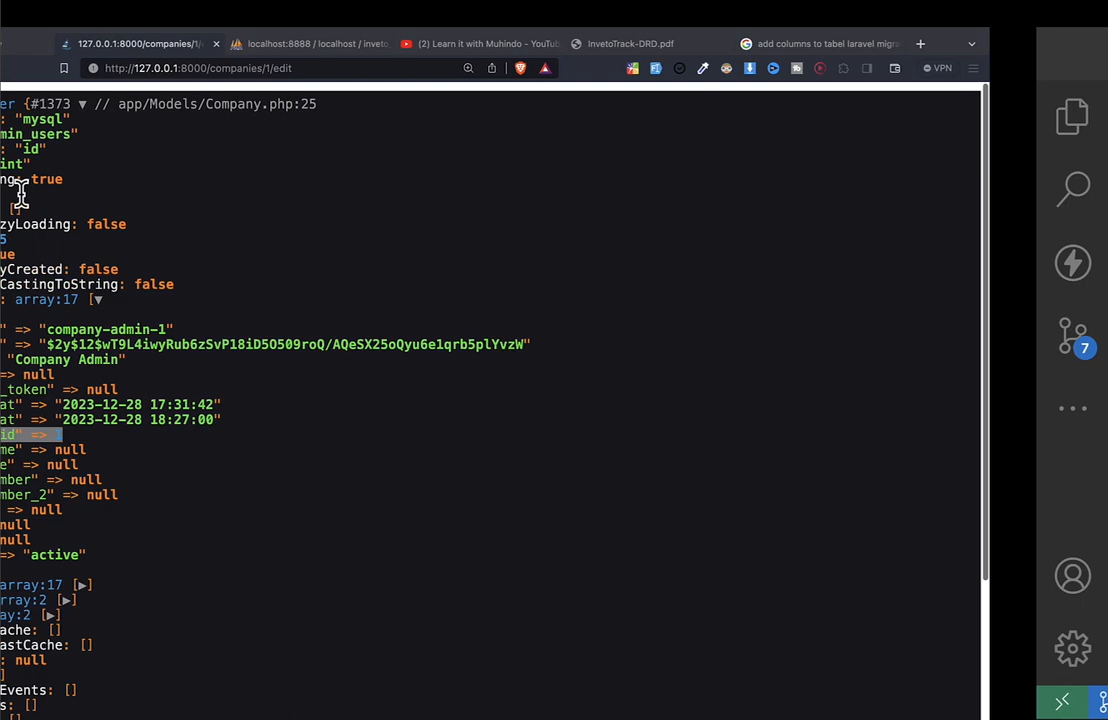 127.0.0.1:8000/companies/1/
localhost:8888 / localhost / inveto
(2) Learn it with Muhindo - YouTu
InvetoTrack-DRD.pdf
add columns to tabel laravel migra
http://127.0.0.1:8000/companies/1/edit
VPN
er {#1373 ▼ // app/Models/Company.php:25
: "mysql"
min_users"
: "id"
int"
ng: true
[]
zyLoading: false
5
ue
yCreated: false
CastingToString: false
: array:17 [▼
" => "company-admin-1"
" => "$2y$12$wT9L4iwyRub6zSvP18iD5O509roQ/AQeSX25oQyu6e1qrb5plYvzW"
"Company Admin"
=> null
_token" => null
at" => "2023-12-28 17:31:42"
at" => "2023-12-28 18:27:00"
id" =>
me" => null
e" => null
mber" => null
mber_2" => null
=> null
null
null
=> "active"
array:17 [▶]
rray:2 [▶]
ay:2 [▶]
ache: []
astCache: []
: null
]
Events: []
s: []
[]
7